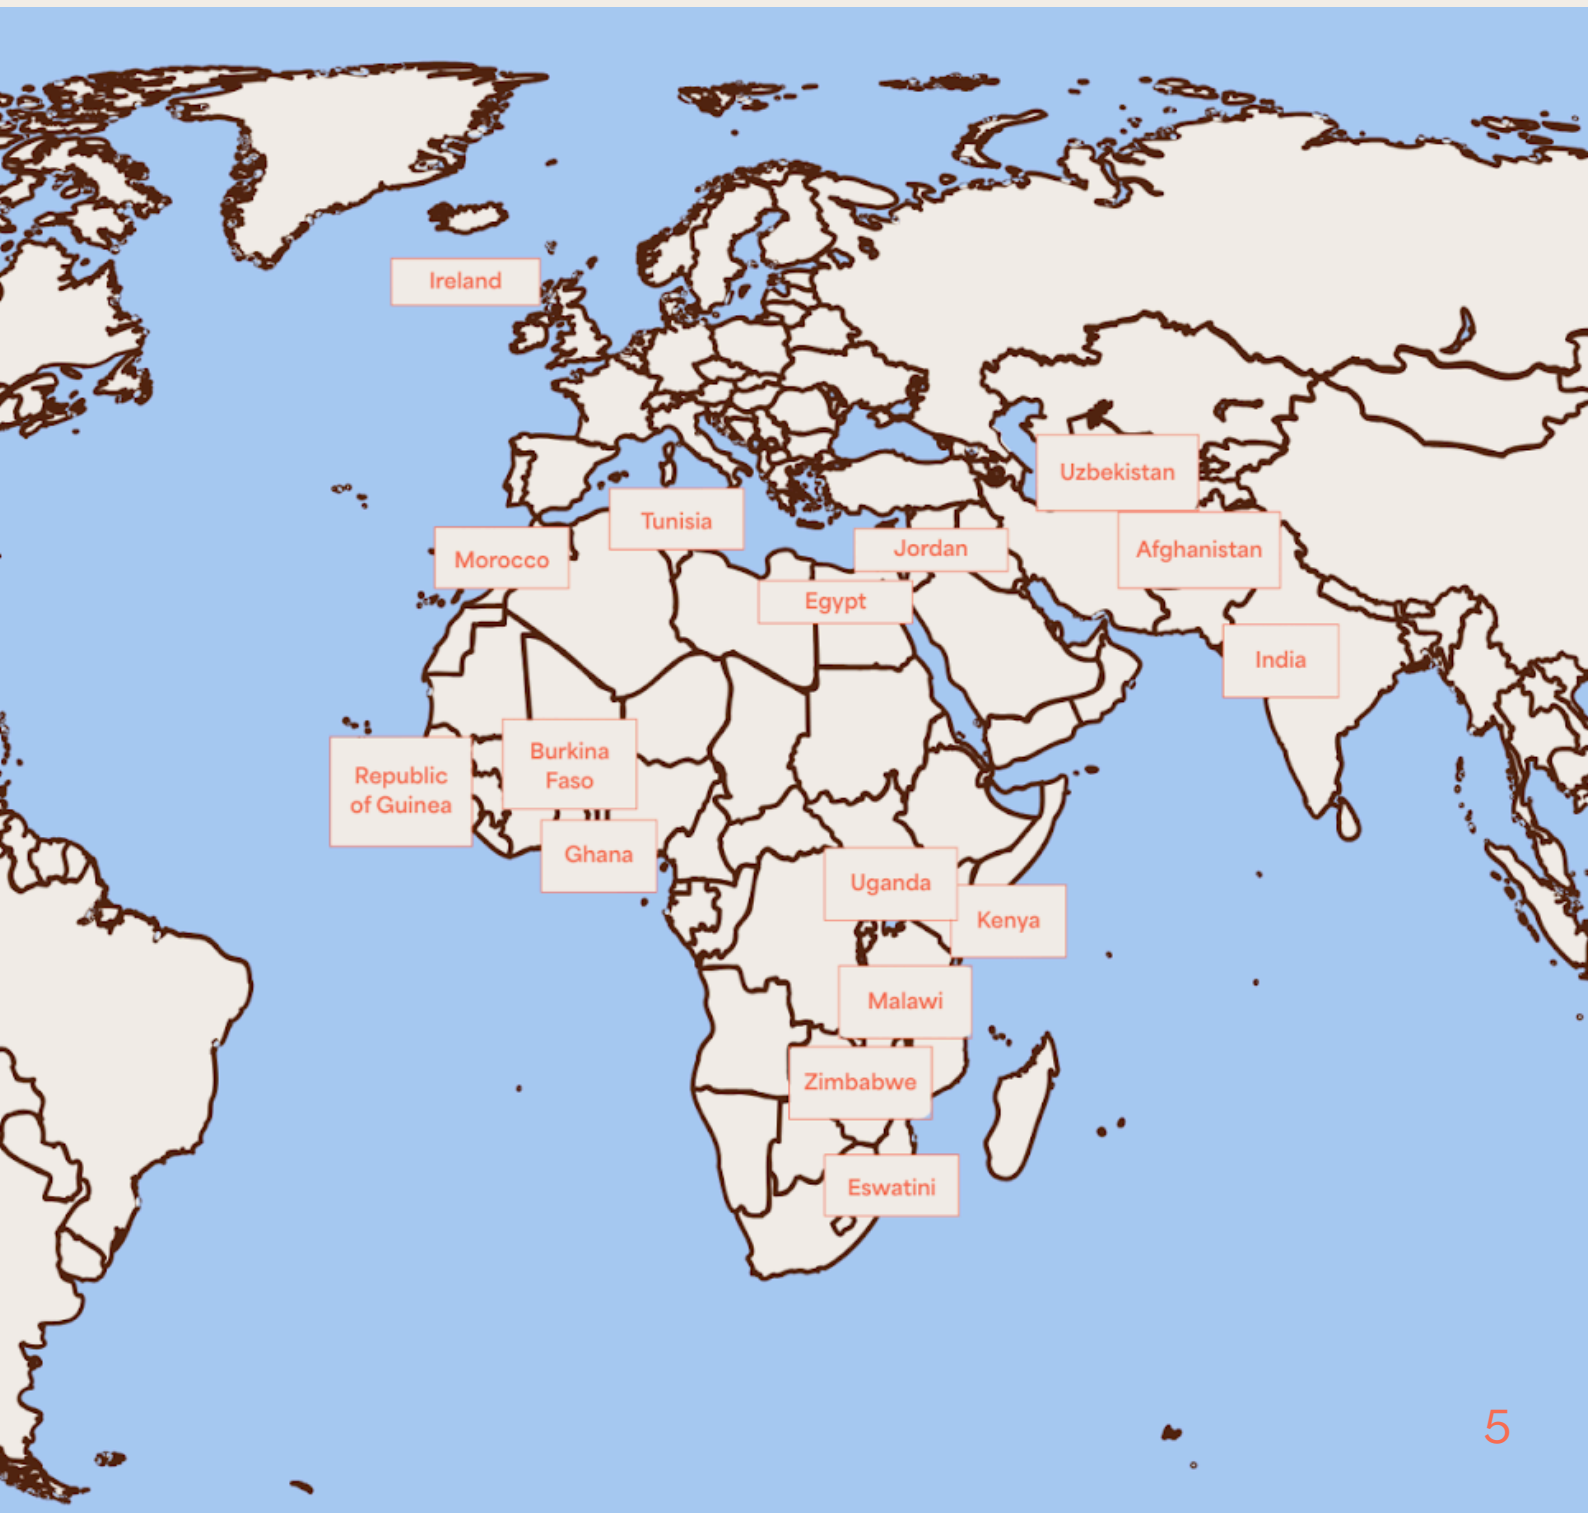 Ireland
Uzbekistan
Tunisia
Jordan
Afghanistan
Morocco
Egypt
India
Burkina
Faso
Republic
of Guinea
Ghana
Uganda
Kenya
Malawi
Zimbabwe
Eswatini
5